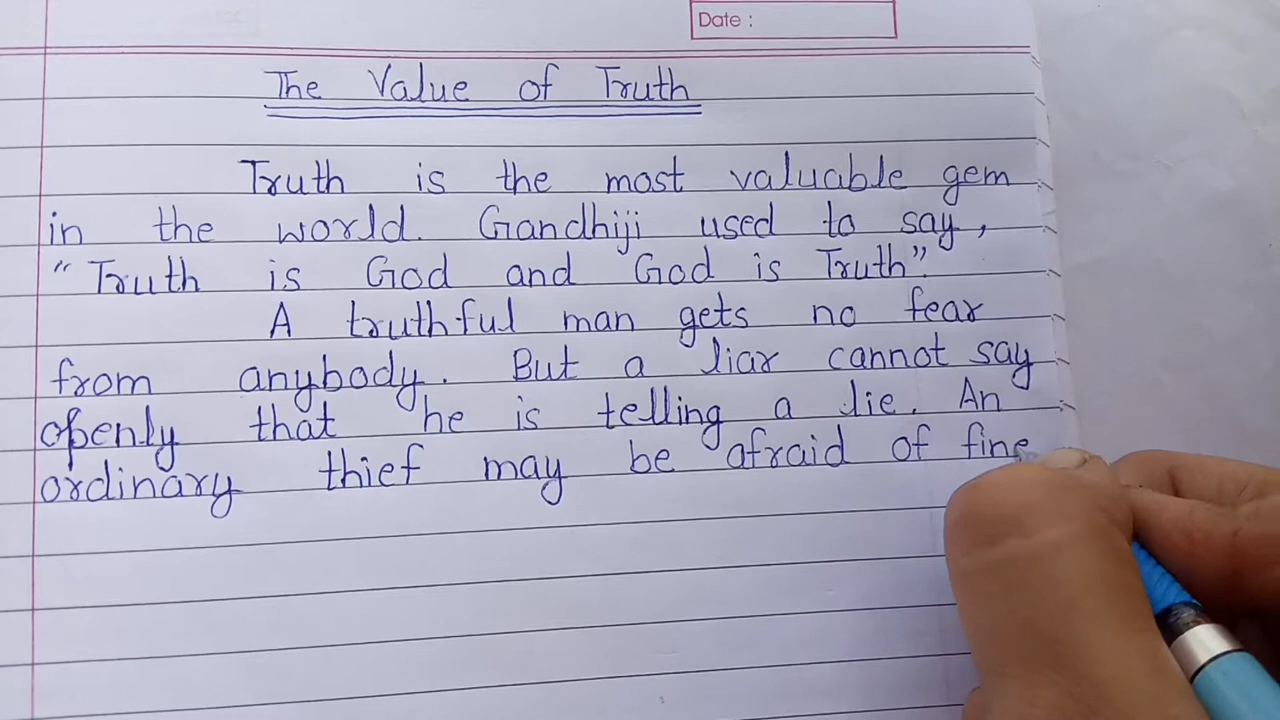 Date :
The Value of Truth
Truth is the most valuable gem
in the world. Gandhiji used to say,
"Truth is God and God is Truth".
A truthful man gets no fear
from anybody. But a liar cannot say
openly that he is telling a lie. An
ordinary thief may be afraid of fine